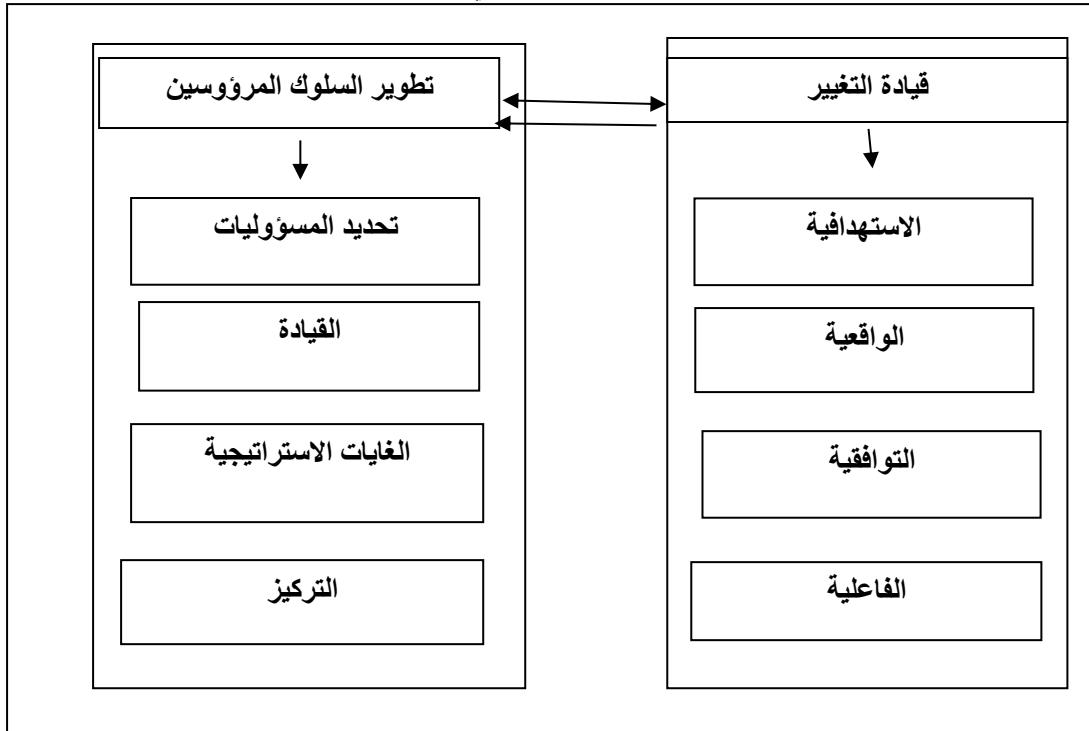 قيادة التغيير
الاستهدافية
الواقعية
التوافقية
الفاعلية
تطوير السلوك المرؤوسين
تحديد المسؤوليات
القيادة
الغايات الاستراتيجية
التركيز